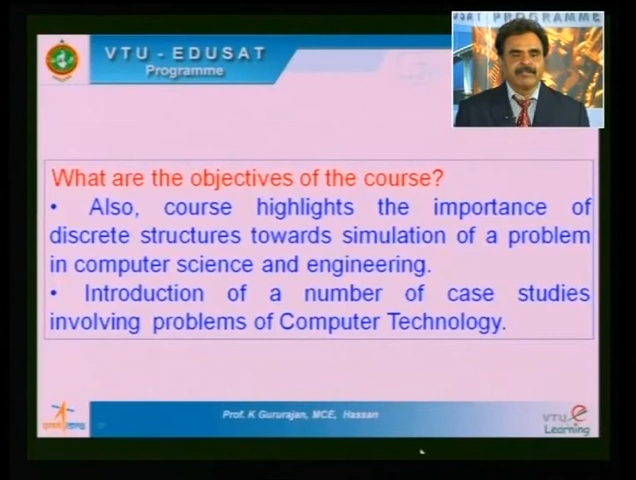 VTU - EDUSAT
Programme
PROGRAMME
What are the objectives of the course?
• Also, course highlights the importance of
discrete structures towards simulation of a problem
in computer science and engineering.
• Introduction of a number of case studies
involving problems of Computer Technology.
Prof. K Gururajan, MCE, Hassan
VTU e
Learning